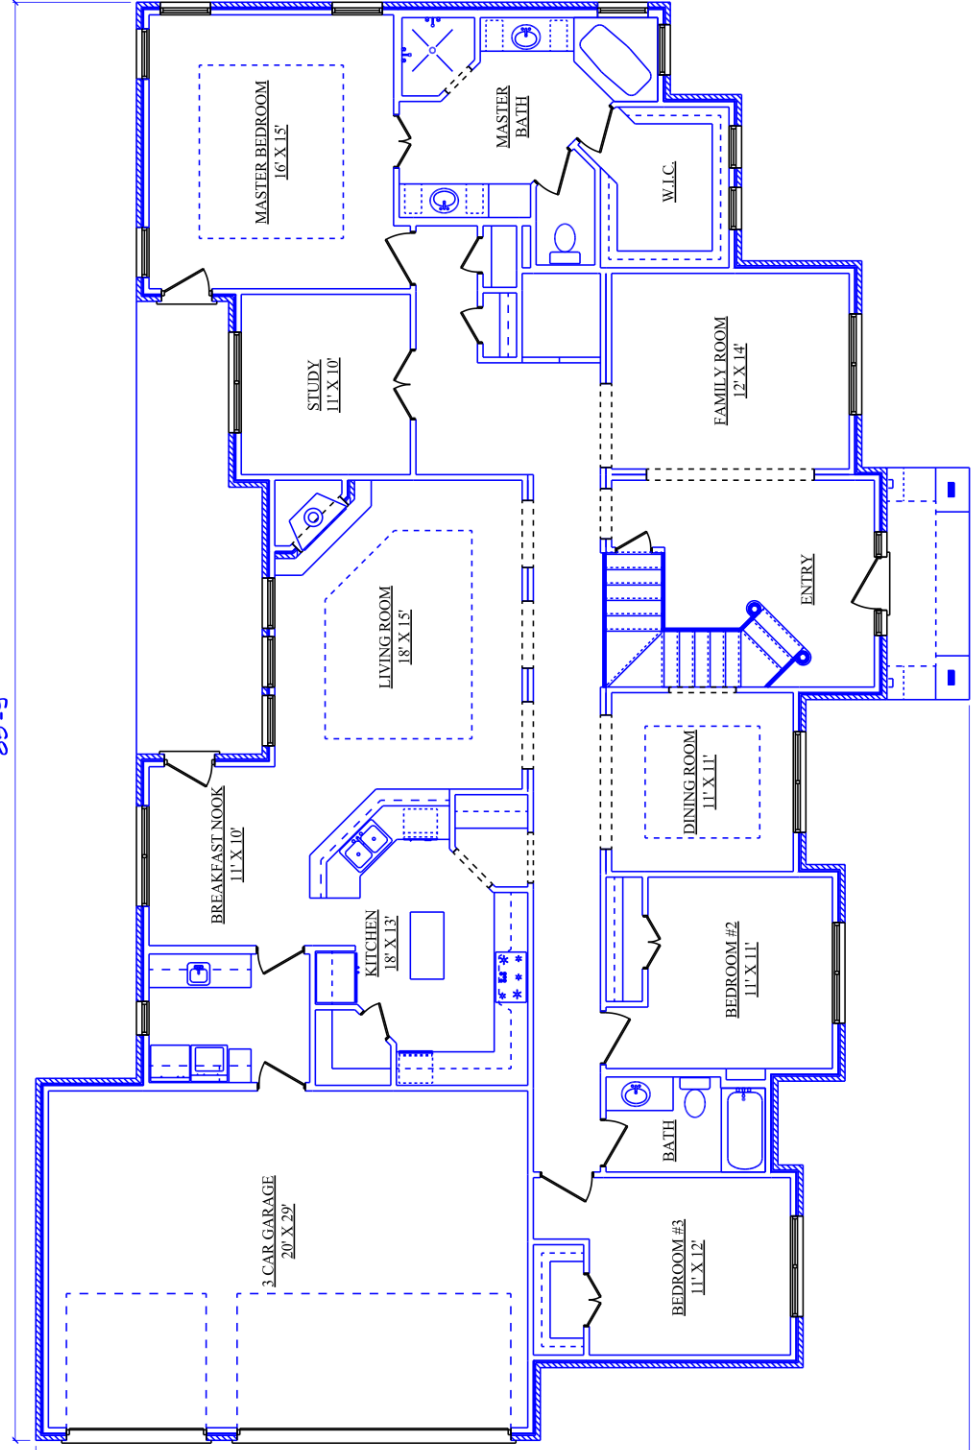 MASTER BEDROOM
16' X 15'
MASTER
BATH
W.I.C.
STUDY
11' X 10'
FAMILY ROOM
12' X 14'
LIVING ROOM
18' X 15'
ENTRY
BREAKFAST NOOK
11' X 10'
DINING ROOM
11' X 11'
KITCHEN
18' X 13'
BEDROOM #2
11' X 11'
BATH
3 CAR GARAGE
20' X 29'
BEDROOM #3
11' X 12'